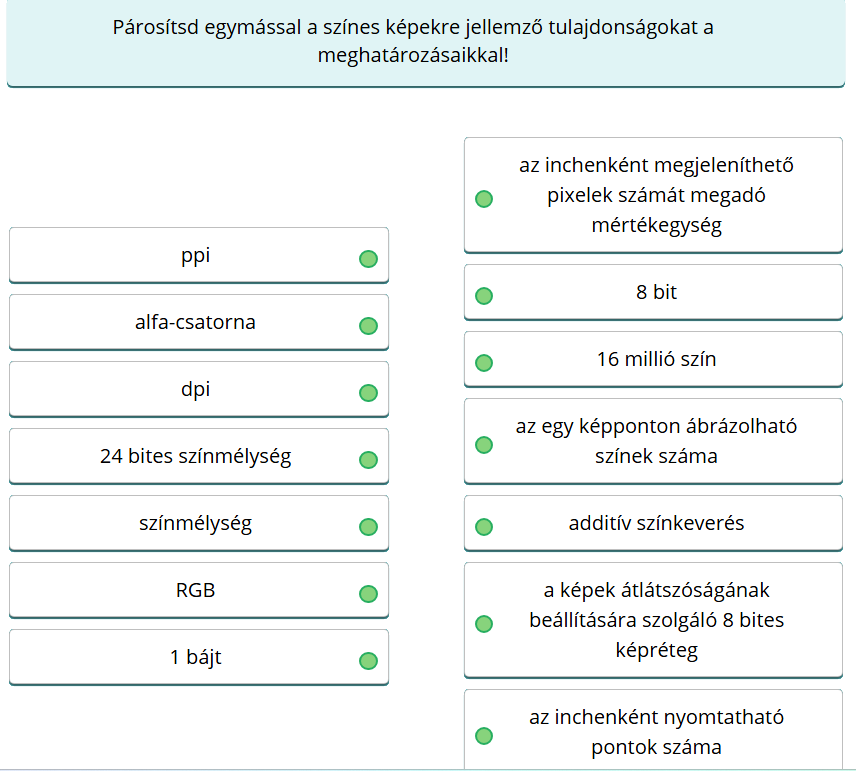 Párosítsd egymással a színes képekre jellemző tulajdonságokat a
meghatározásaikkal!
ppi
alfa-csatorna
dpi
24 bites színmélység
színmélység
RGB
1 bájt
az inchenként megjeleníthető
pixelek számát megadó
mértékegység
8 bit
16 millió szín
az egy képponton ábrázolható
színek száma
additív színkeverés
a képek átlátszóságának
beállítására szolgáló 8 bites
képréteg
az inchenként nyomtatható
pontok száma